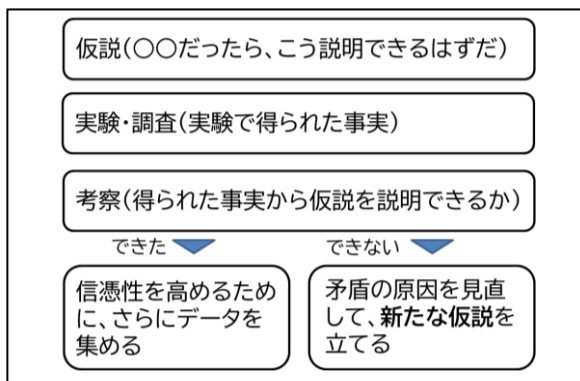 仮説(○○だったら、こう説明できるはずだ)
実験・調査(実験で得られた事実)
考察(得られた事実から仮説を説明できるか)
できた
できない
信憑性を高めるため
に、さらにデータを
集める
矛盾の原因を見直
して、新たな仮説を
立てる